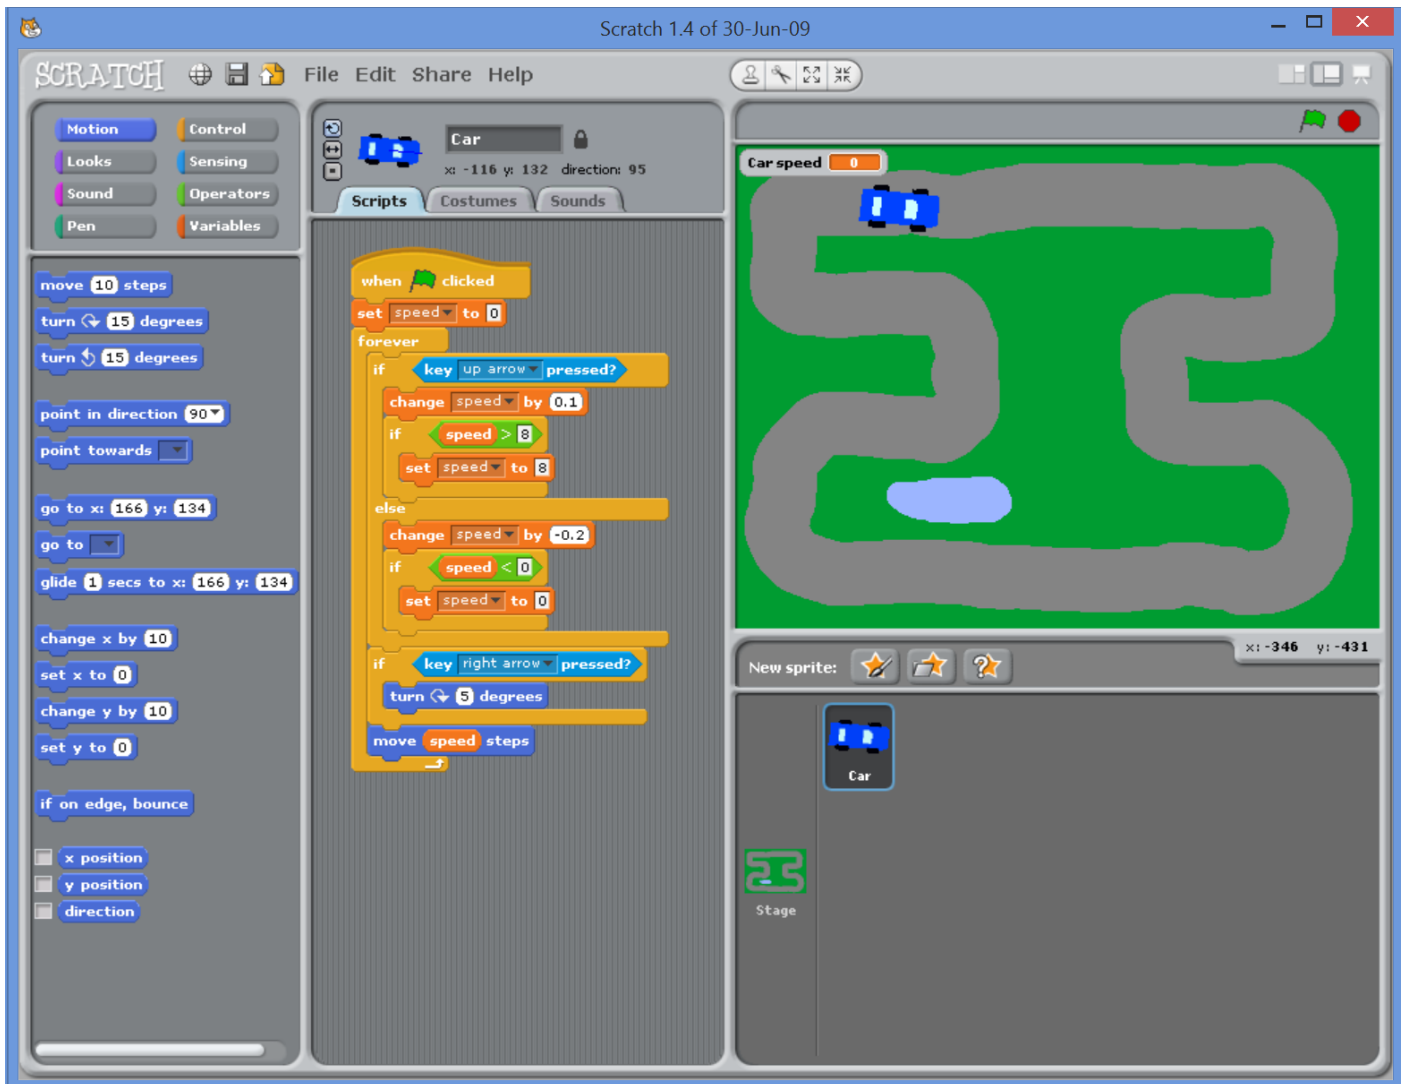 Scratch 1.4 of 30-Jun-09
SCRATCH File Edit Share Help
Motion Control
Looks Sensing
Sound Operators
Pen Variables
move 10 steps
turn 15 degrees
turn 15 degrees
point in direction 90
point towards
go to x: 166 y: 134
go to
glide 1 secs to x: 166 y: 134
change x by 10
set x to 0
change y by 10
set y to 0
if on edge, bounce
x position
y position
direction
Car
x: -116 y: 132 direction: 95
Scripts Costumes Sounds
when clicked
set speed to 0
forever
if key up arrow pressed?
change speed by 0.1
if speed > 8
set speed to 8
else
change speed by -0.2
if speed < 0
set speed to 0
if key right arrow pressed?
turn 5 degrees
move speed steps
Car speed 0
x: -346 y: -431
New sprite:
Car
Stage